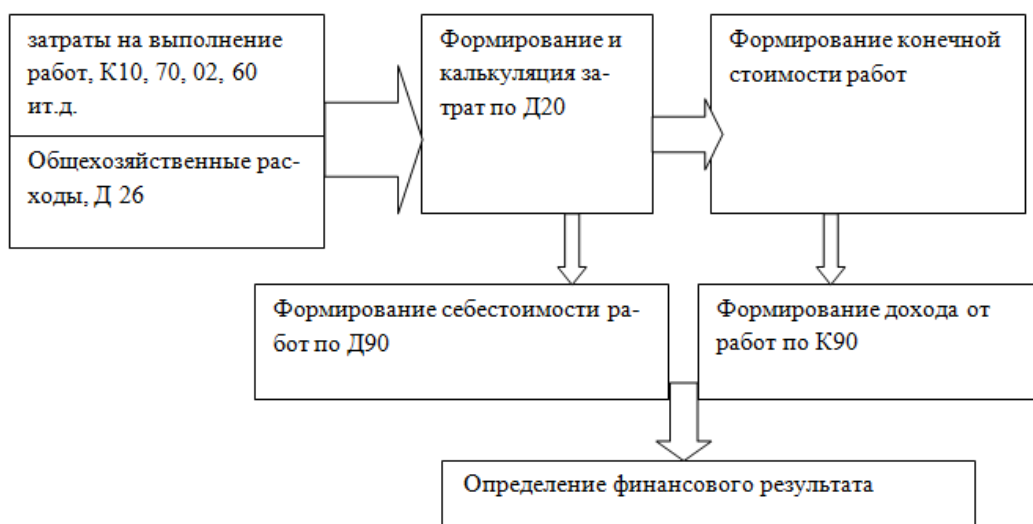 затраты на выполнение
работ, К10, 70, 02, 60
ит.д.
Общехозяйственные рас-
ходы, Д 26
Формирование и
калькуляция за-
трат по Д20
Формирование конечной
стоимости работ
Формирование себестоимости ра-
бот по Д90
Формирование дохода от
работ по К90
Определение финансового результата